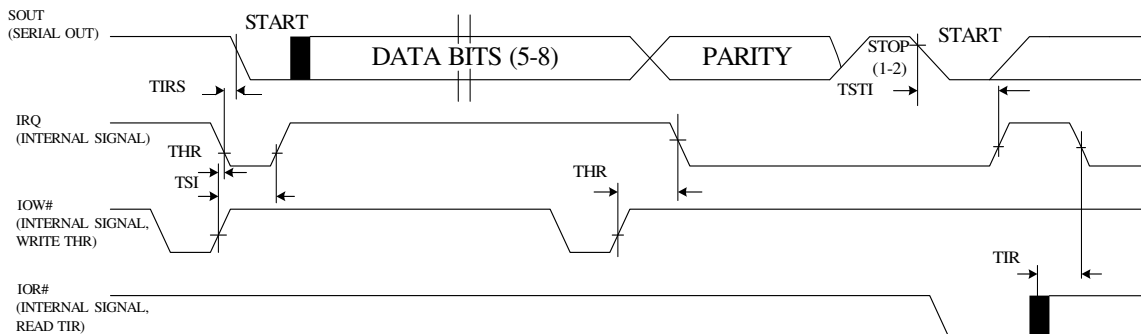 SOUT
(SERIAL OUT)
START
DATA BITS (5-8)
PARITY
STOP
(1-2)
START
TIRS
TSTI
IRQ
(INTERNAL SIGNAL)
THR
THR
TSI
IOW#
(INTERNAL SIGNAL,
WRITE THR)
TIR
IOR#
(INTERNAL SIGNAL,
READ TIR)